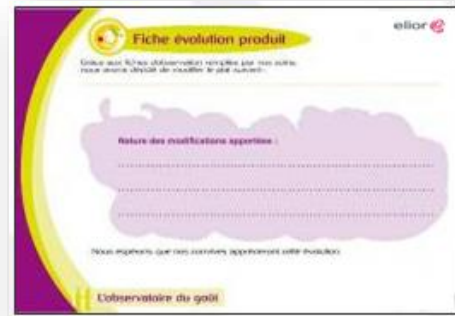 elior
Fiche évolution produit
Grâce aux fiches d'observation remplies par nos soins,
nous avons décidé de modifier le plat suivant :
Nature des modifications apportées :
Nous espérons que nos convives apprécieront cette évolution.
L'observatoire du goût